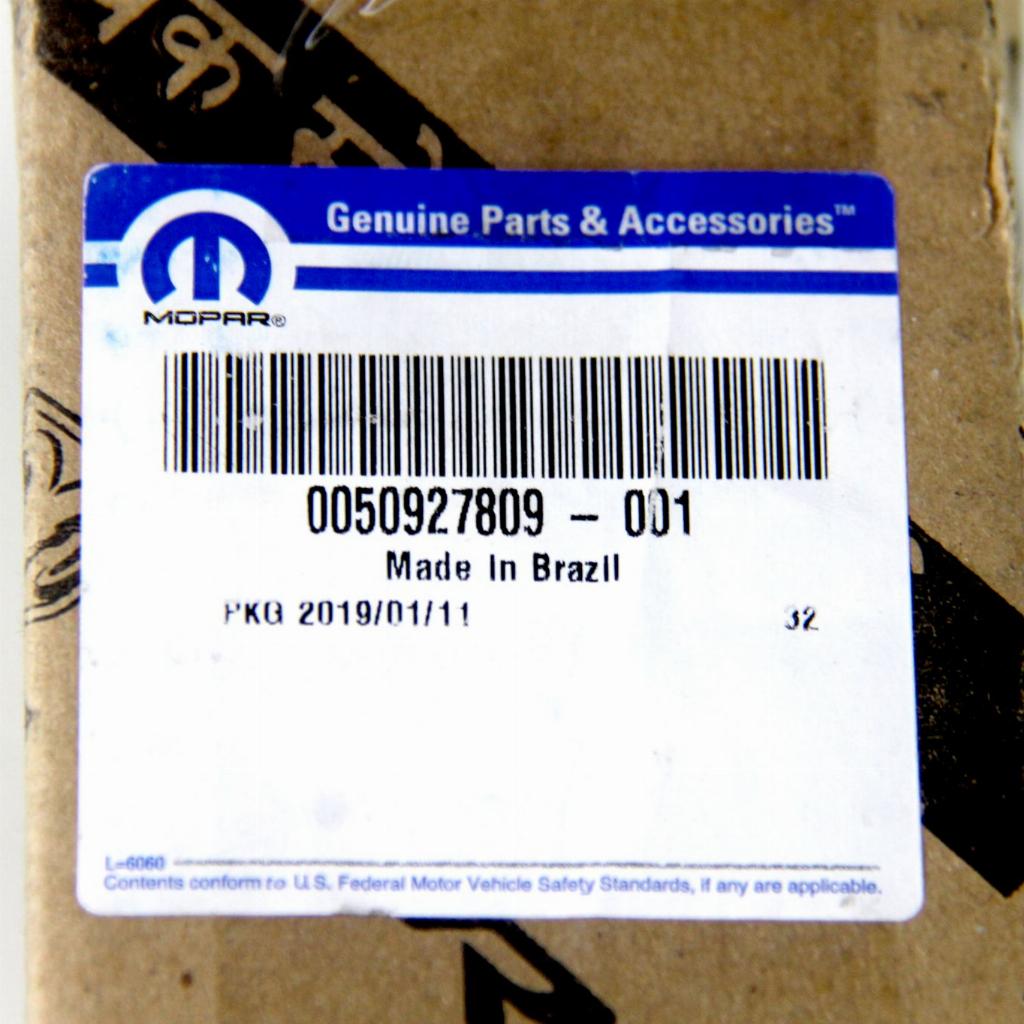 Genuine Parts & Accessories™
MOPAR®
0050927809 - 001
Made In Brazil
PKG 2019/01/11 32
L-6060
Contents conform to U.S. Federal Motor Vehicle Safety Standards, if any are applicable.